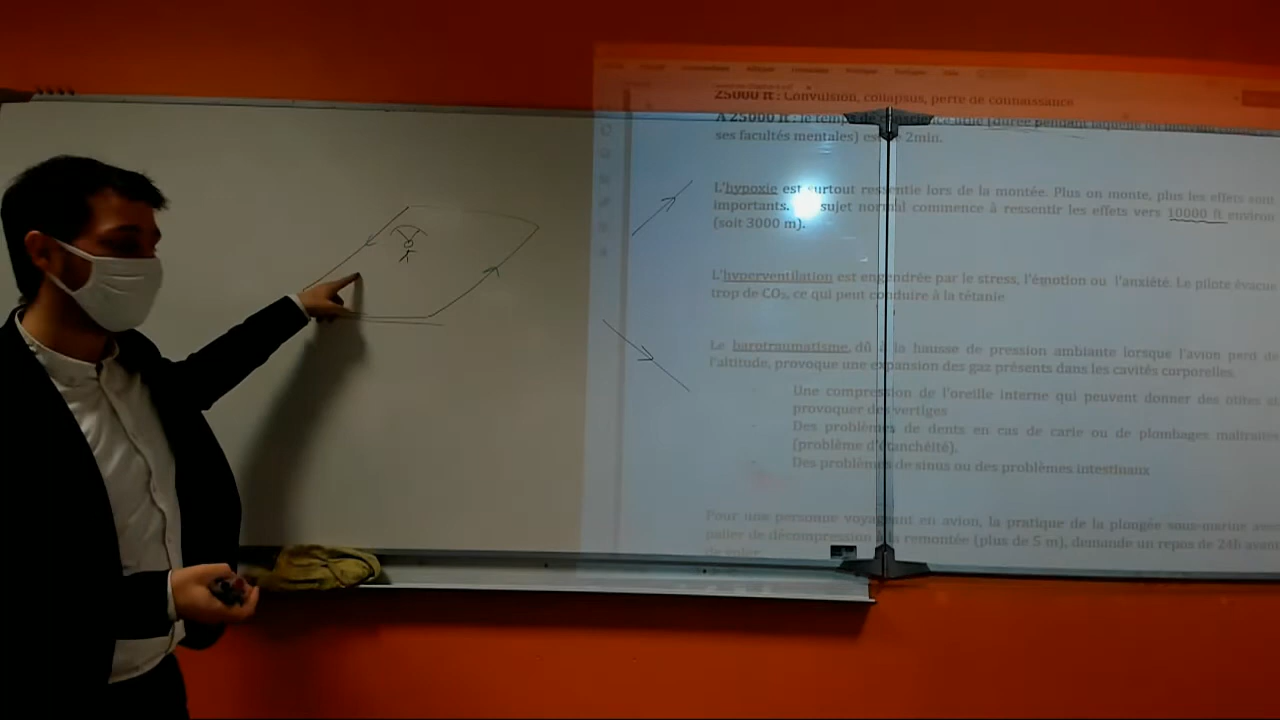 25000 ft : Convulsion, collapsus, perte de connaissance
A 25000 ft : le temps de utile (durée pendant laquelle un
ses facultés mentales) 2min.
L'hypoxie est surtout ressentie lors de la montée. Plus on monte, plus les effets sont
importants. sujet normal commence à ressentir les effets vers 10000 ft environ
(soit 3000 m).
L'hyperventilation est engendrée par le stress, l'émotion ou l'anxiété. Le pilote évacue
trop de CO₂, ce qui peut conduire à la tétanie
Le barotraumatisme, dû à la hausse de pression ambiante lorsque l'avion perd de
l'altitude, provoque une expansion des gaz présents dans les cavités corporelles.
Une compression de l'oreille interne qui peuvent donner des otites et
provoquer des vertiges
Des problèmes de dents en cas de carie ou de plombages maltraités
(problème d'étanchéité).
Des problèmes de sinus ou des problèmes intestinaux
Pour une personne voyageant en avion, la pratique de la plongée sous-marine avec
palier de décompression remontée (plus de 5 m), demande un repos de 24h avant